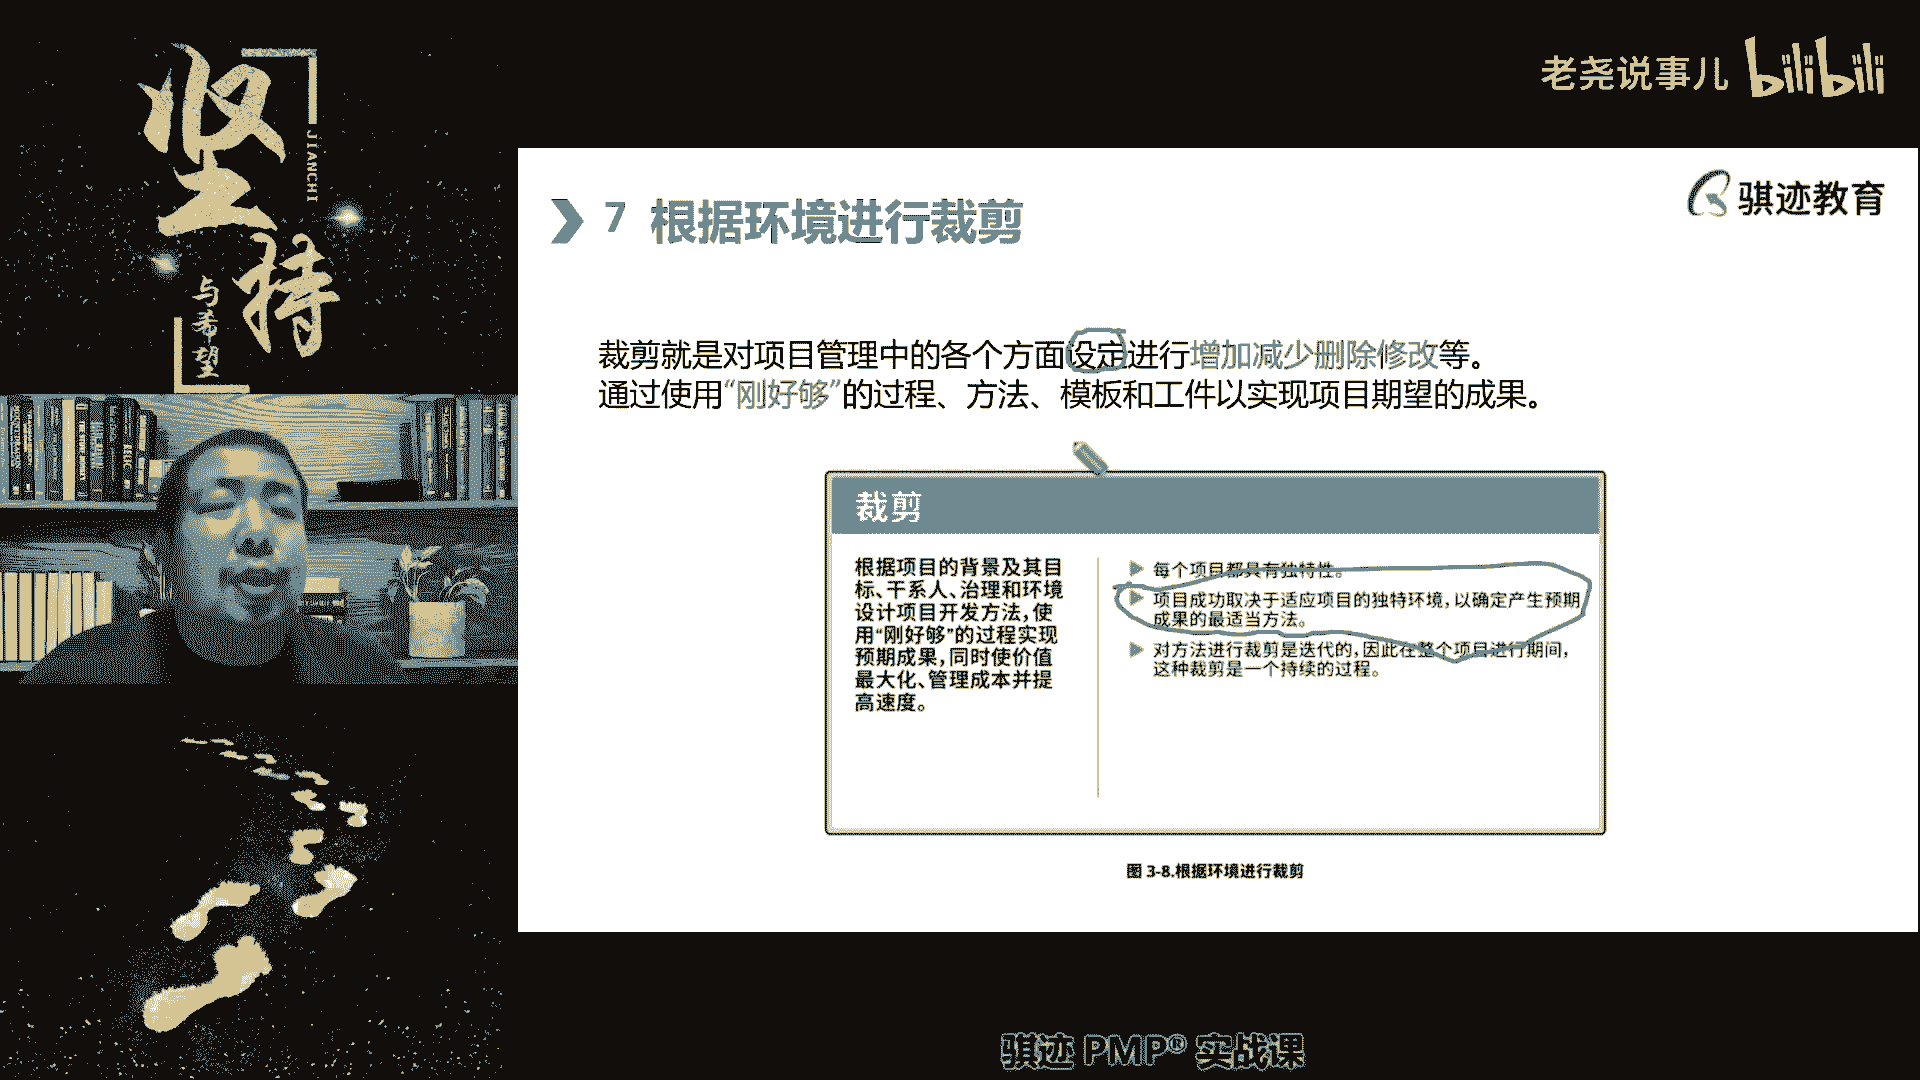 坚持
JIANCHI
与希望
老尧说事儿 bilibili
骐迹教育
7 根据环境进行裁剪
裁剪就是对项目管理中的各个方面设定进行增加减少删除修改等。
通过使用“刚好够”的过程、方法、模板和工件以实现项目期望的成果。
裁剪
根据项目的背景及其目
标、干系人、治理和环境
设计项目开发方法，使
用“刚好够”的过程实现
预期成果，同时使价值
最大化、管理成本并提
高速度。
每个项目都具有独特性。
项目成功取决于适应项目的独特环境，以确定产生预期
成果的最适当方法。
对方法进行裁剪是迭代的，因此在整个项目进行期间，
这种裁剪是一个持续的过程。
图 3-8.根据环境进行裁剪
骐迹 PMP® 实战课